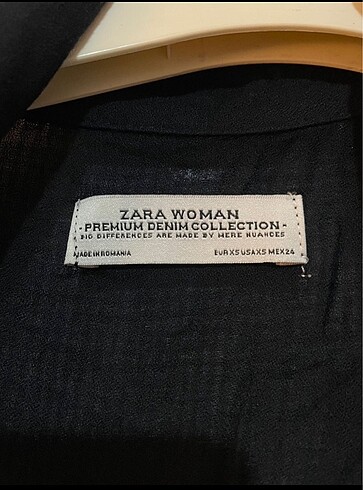 ZARA WOMAN
- PREMIUM DENIM COLLECTION -
BIG DIFFERENCES ARE MADE BY MERE NUANCES
MADE IN ROMANIA EUR XS USA XS MEX 24